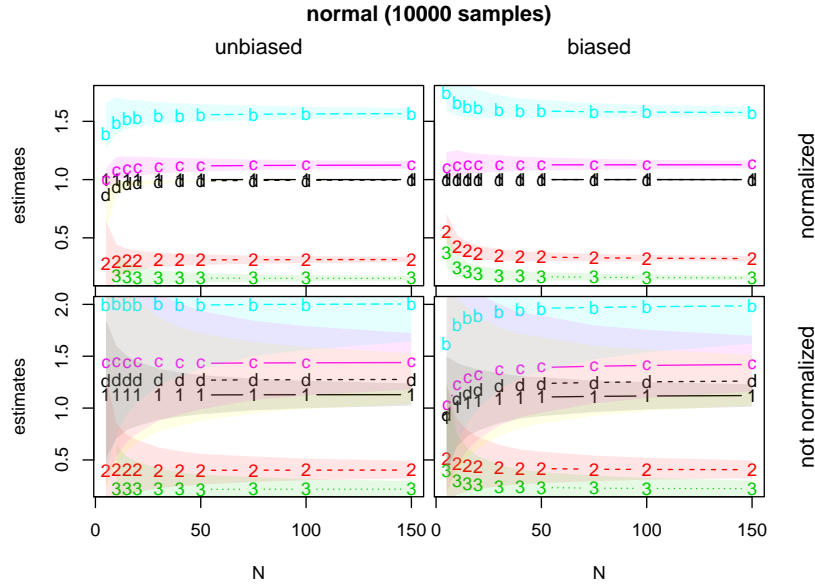 normal (10000 samples)
unbiased
biased
estimates
0.5
1.0
1.5
normalized
estimates
0.5
1.0
1.5
2.0
not normalized
0
50
100
150
0
50
100
150
N
N